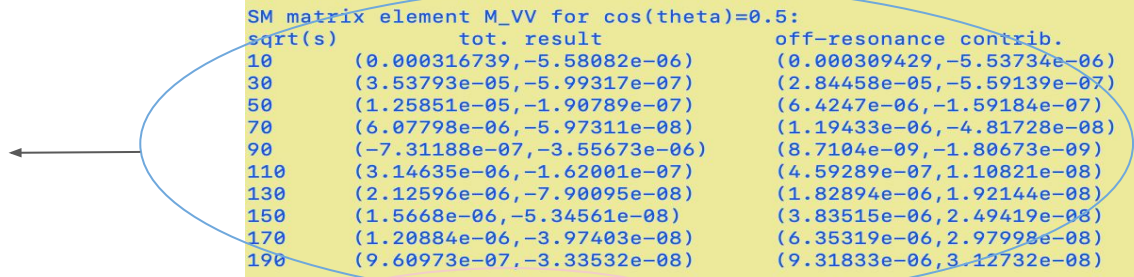 SM matrix element M_VV for cos(theta)=0.5:
sqrt(s) tot. result off-resonance contrib.
10 (0.000316739,-5.58082e-06) (0.000309429,-5.53734e-06)
30 (3.53793e-05,-5.99317e-07) (2.84458e-05,-5.59139e-07)
50 (1.25851e-05,-1.90789e-07) (6.4247e-06,-1.59184e-07)
70 (6.07798e-06,-5.97311e-08) (1.19433e-06,-4.81728e-08)
90 (-7.31188e-07,-3.55673e-06) (8.7104e-09,-1.80673e-09)
110 (3.14635e-06,-1.62001e-07) (4.59289e-07,1.10821e-08)
130 (2.12596e-06,-7.90095e-08) (1.82894e-06,1.92144e-08)
150 (1.5668e-06,-5.34561e-08) (3.83515e-06,2.49419e-08)
170 (1.20884e-06,-3.97403e-08) (6.35319e-06,2.97998e-08)
190 (9.60973e-07,-3.33532e-08) (9.31833e-06,3.12732e-08)